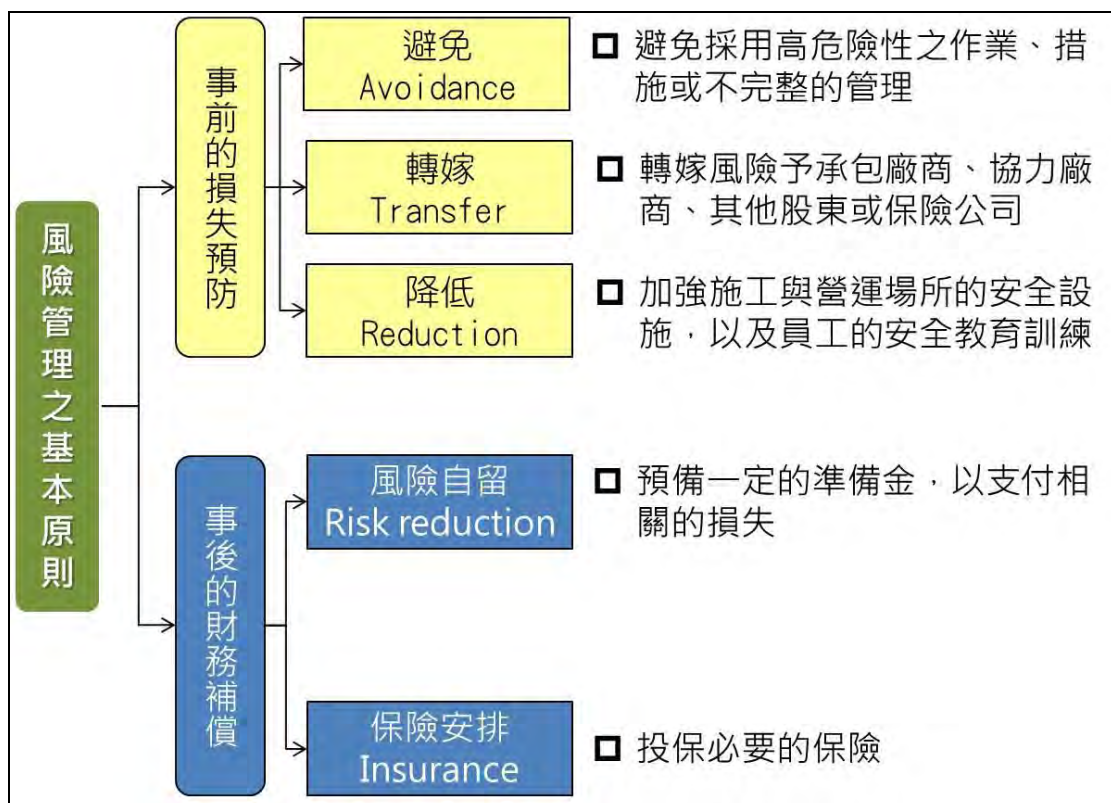 風險管理之基本原則
事前的損失預防
避免
Avoidance
避免採用高危險性之作業、措
施或不完整的管理
轉嫁
Transfer
轉嫁風險予承包廠商、協力廠
商、其他股東或保險公司
降低
Reduction
加強施工與營運場所的安全設
施，以及員工的安全教育訓練
事後的財務補償
風險自留
Risk reduction
預備一定的準備金，以支付相
關的損失
保險安排
Insurance
投保必要的保險